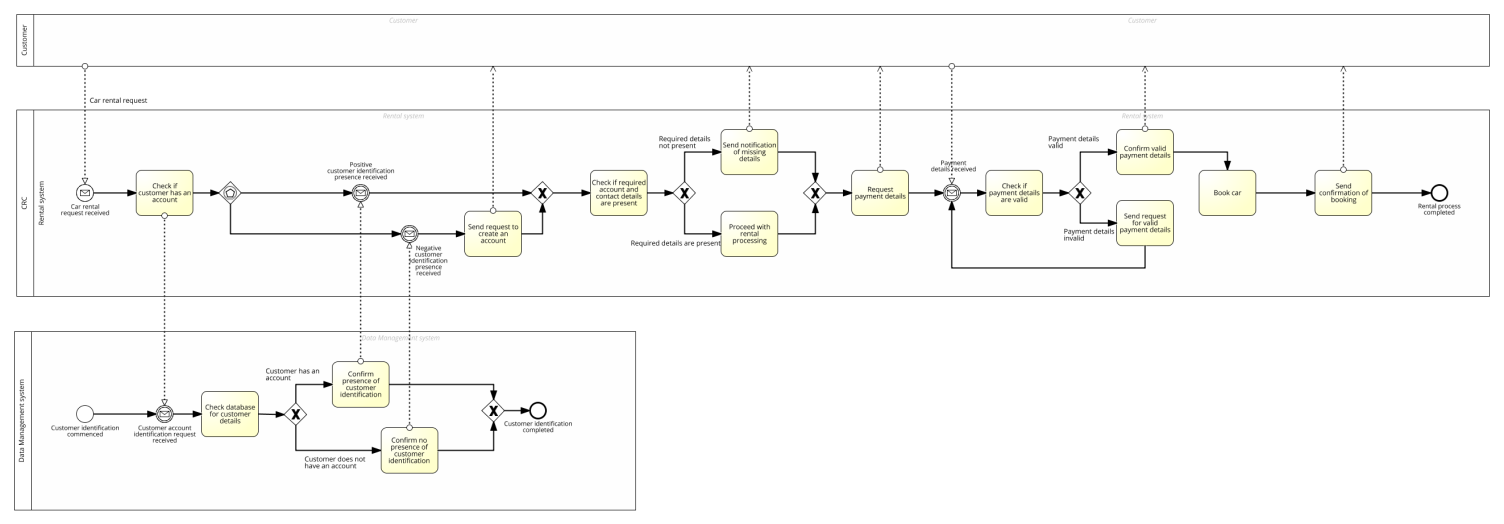 Customer
Customer
Customer
Car rental request
CRC
Rental system
Rental system
Rental system
Car rental
request received
Check if
customer has an
account
Positive
customer identification
presence received
Negative
customer
identification
presence
received
Send request to
create an
account
Check if required
account and
contact details
are present
Required details
not present
Required details are present
Send notification
of missing
details
Proceed with
rental
processing
Request
payment details
Payment
details received
Check if
payment details
are valid
Payment details
valid
Payment details
invalid
Confirm valid
payment details
Send request
for valid
payment details
Book car
Send
confirmation of
booking
Rental process
completed
Data Management system
Data Management system
Customer identification
commenced
Customer account
identification request
received
Check database
for customer
details
Customer has an
account
Customer does not
have an account
Confirm
presence of
customer
identification
Confirm no
presence of
customer
identification
Customer identification
completed